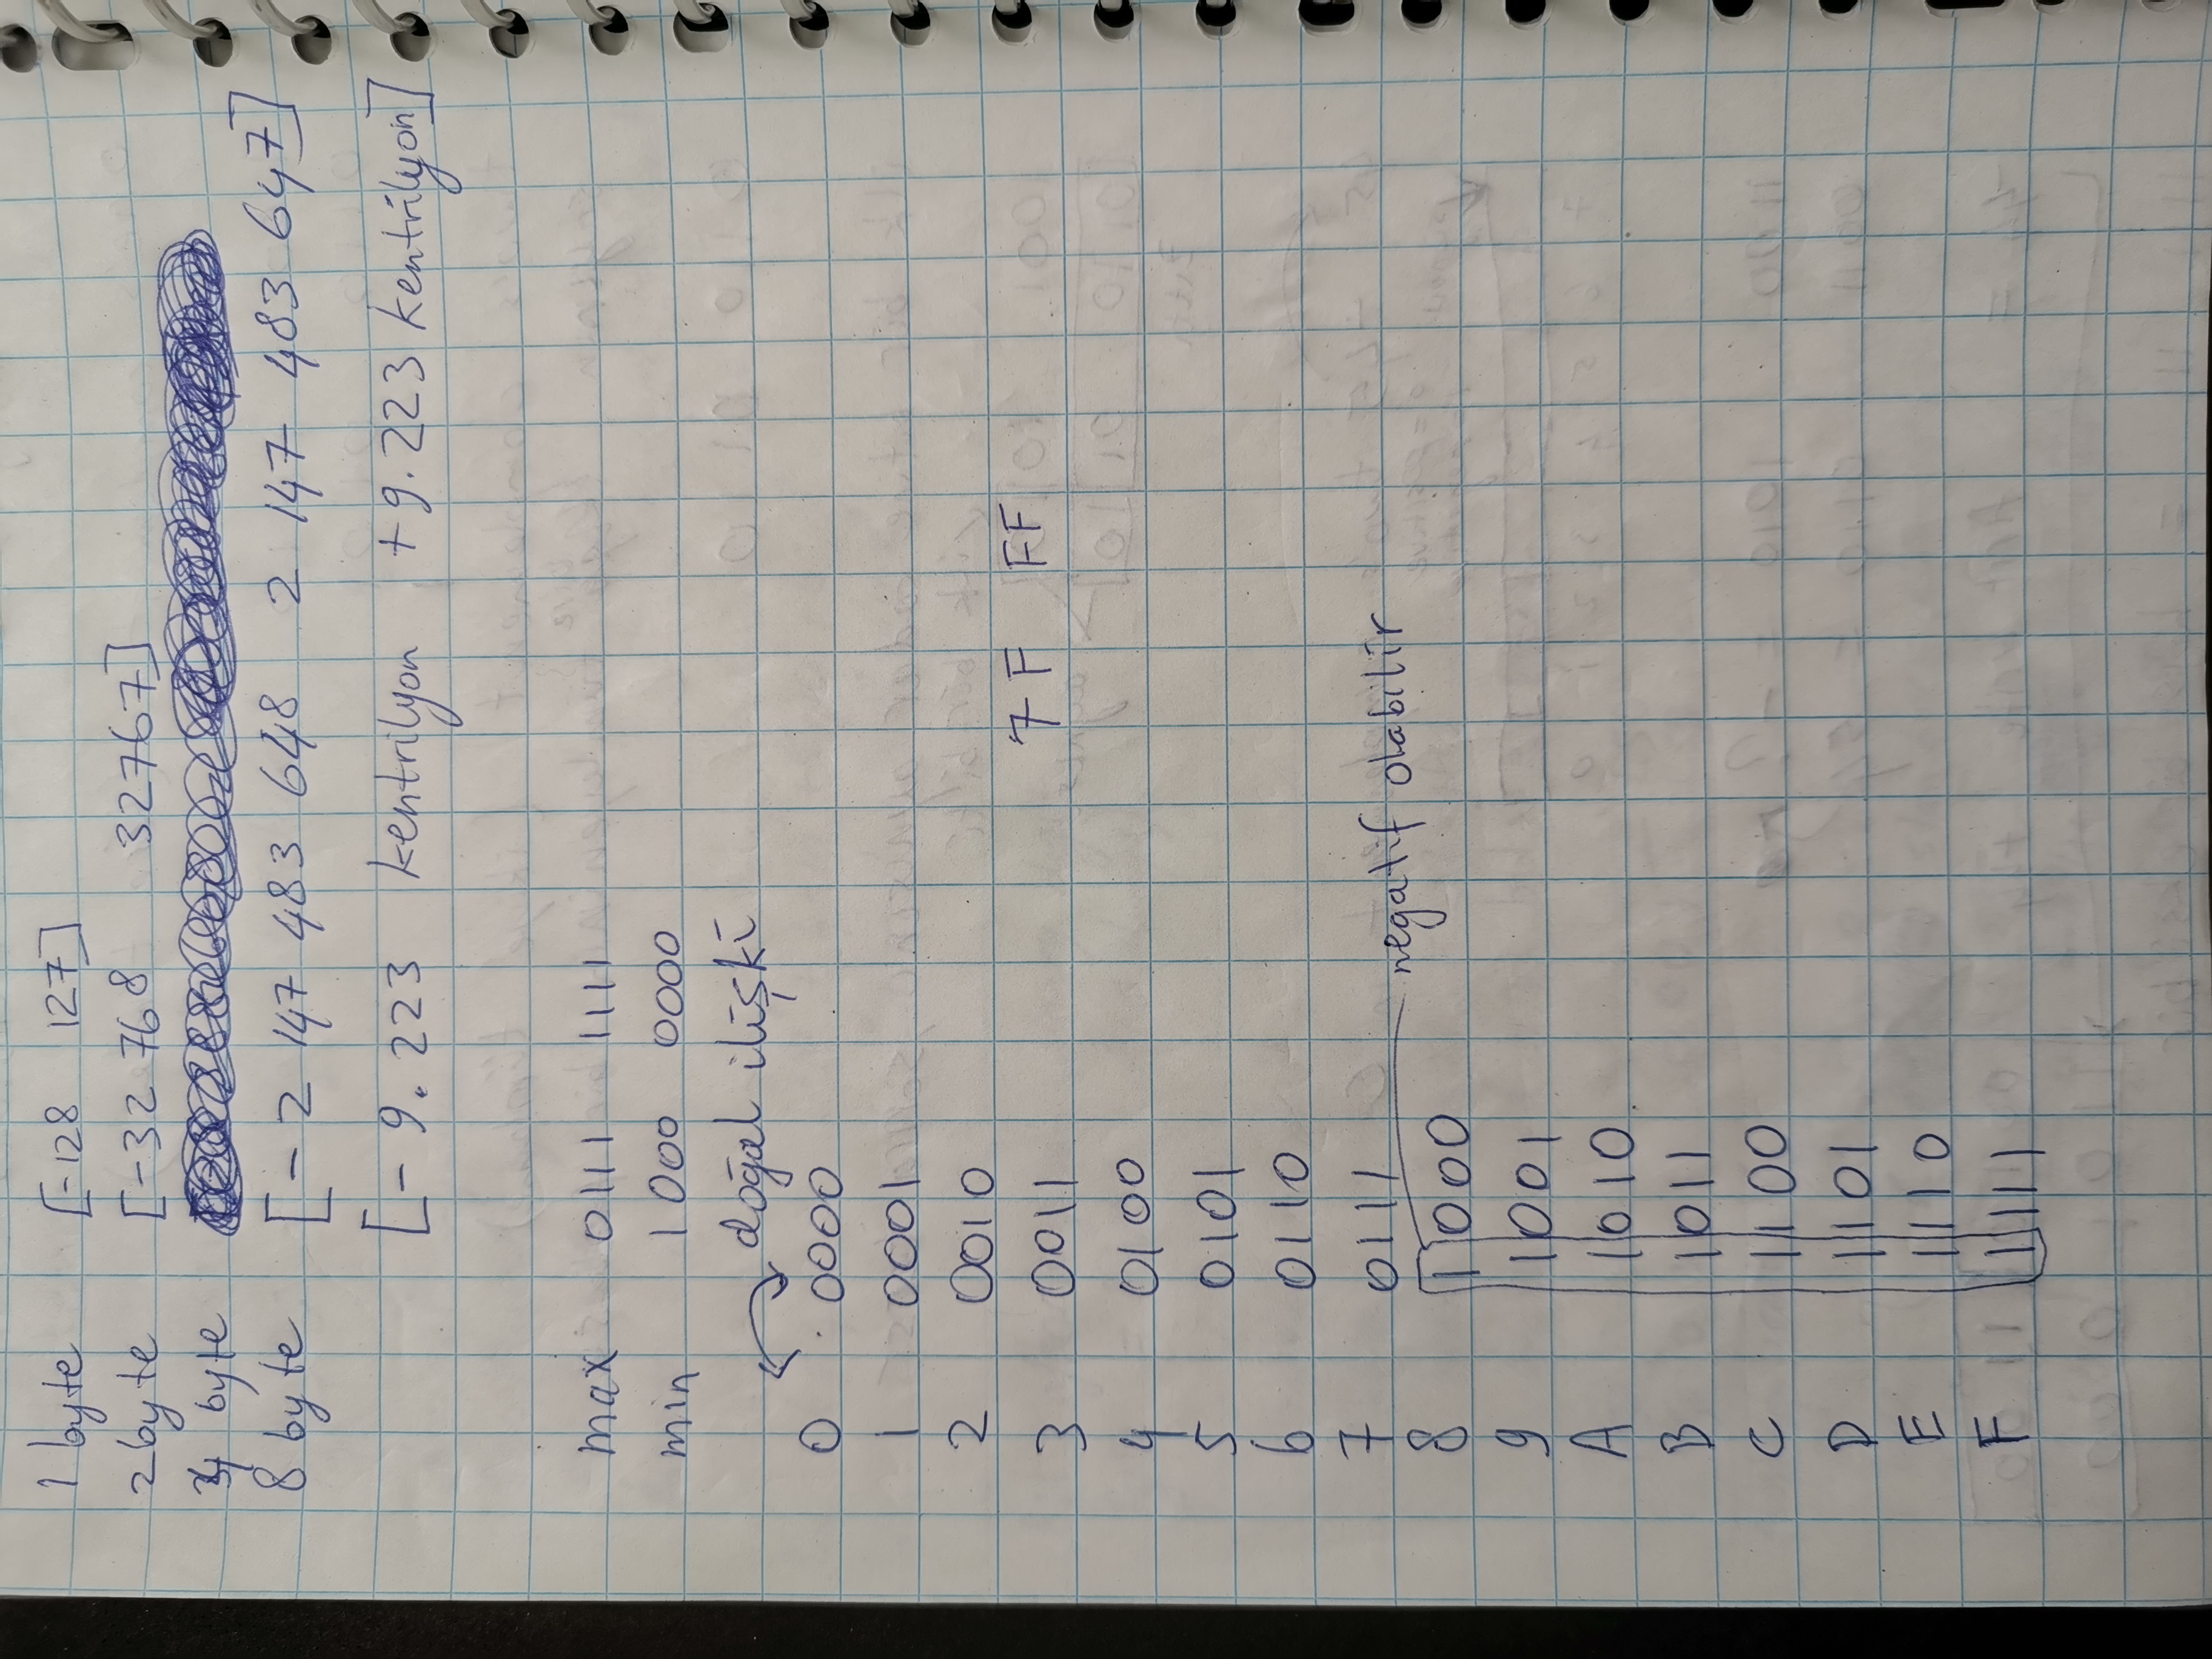 1 byte [-128 127]
2 byte [-32 768 32767]
4 byte
8 byte [-2 147 483 648 2 147 483 647]
[-9.223 kentrilyon +9.223 kentrilyon]
max 0111 1111
min 1000 0000
doğal ilişki
0 0000
1 0001
2 0010
7F FF
3 0011
4 0100
5 0101
6 0110
7 0111
negatif olabilir
8 1000
9 1001
A 1010
B 1011
C 1100
D 1101
E 1110
F 1111